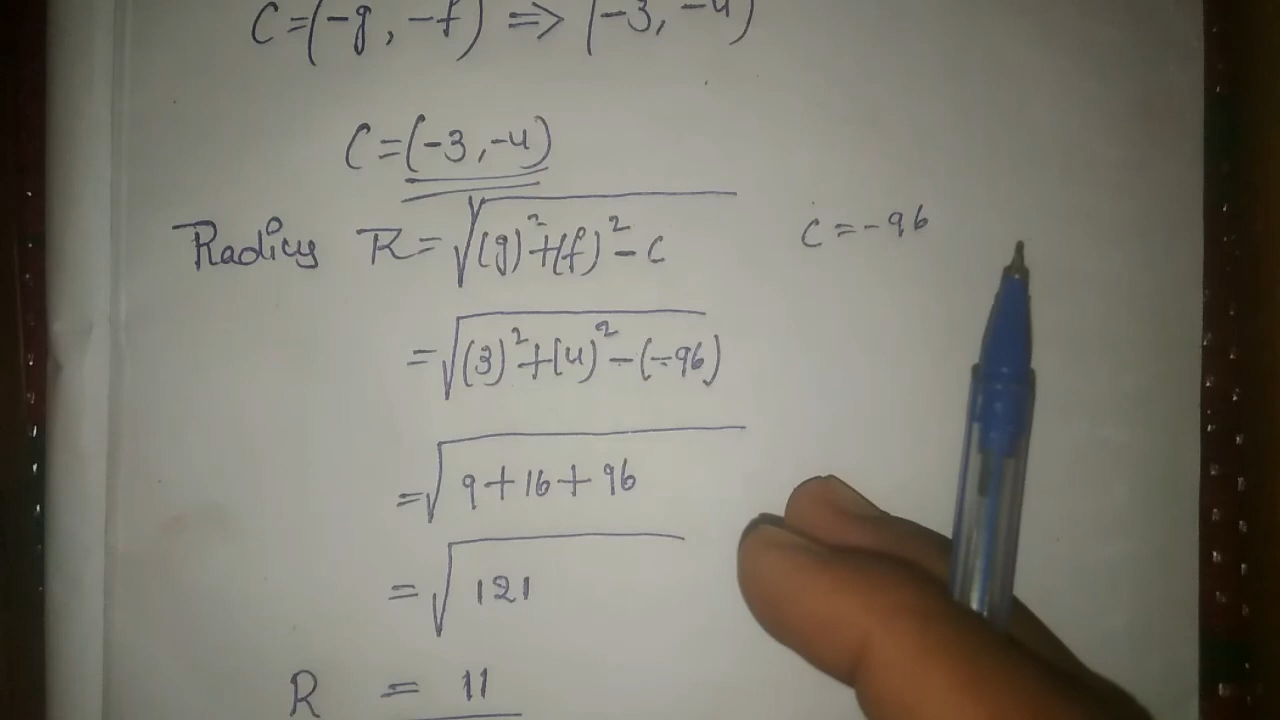 C=(-g, -f) => (-3, -4)
C=(-3,-4)
Radius R=√(g)²+(f)²-c c=-96
=√(3)²+(4)²-(-96)
=√9+16+96
=√121
R = 11